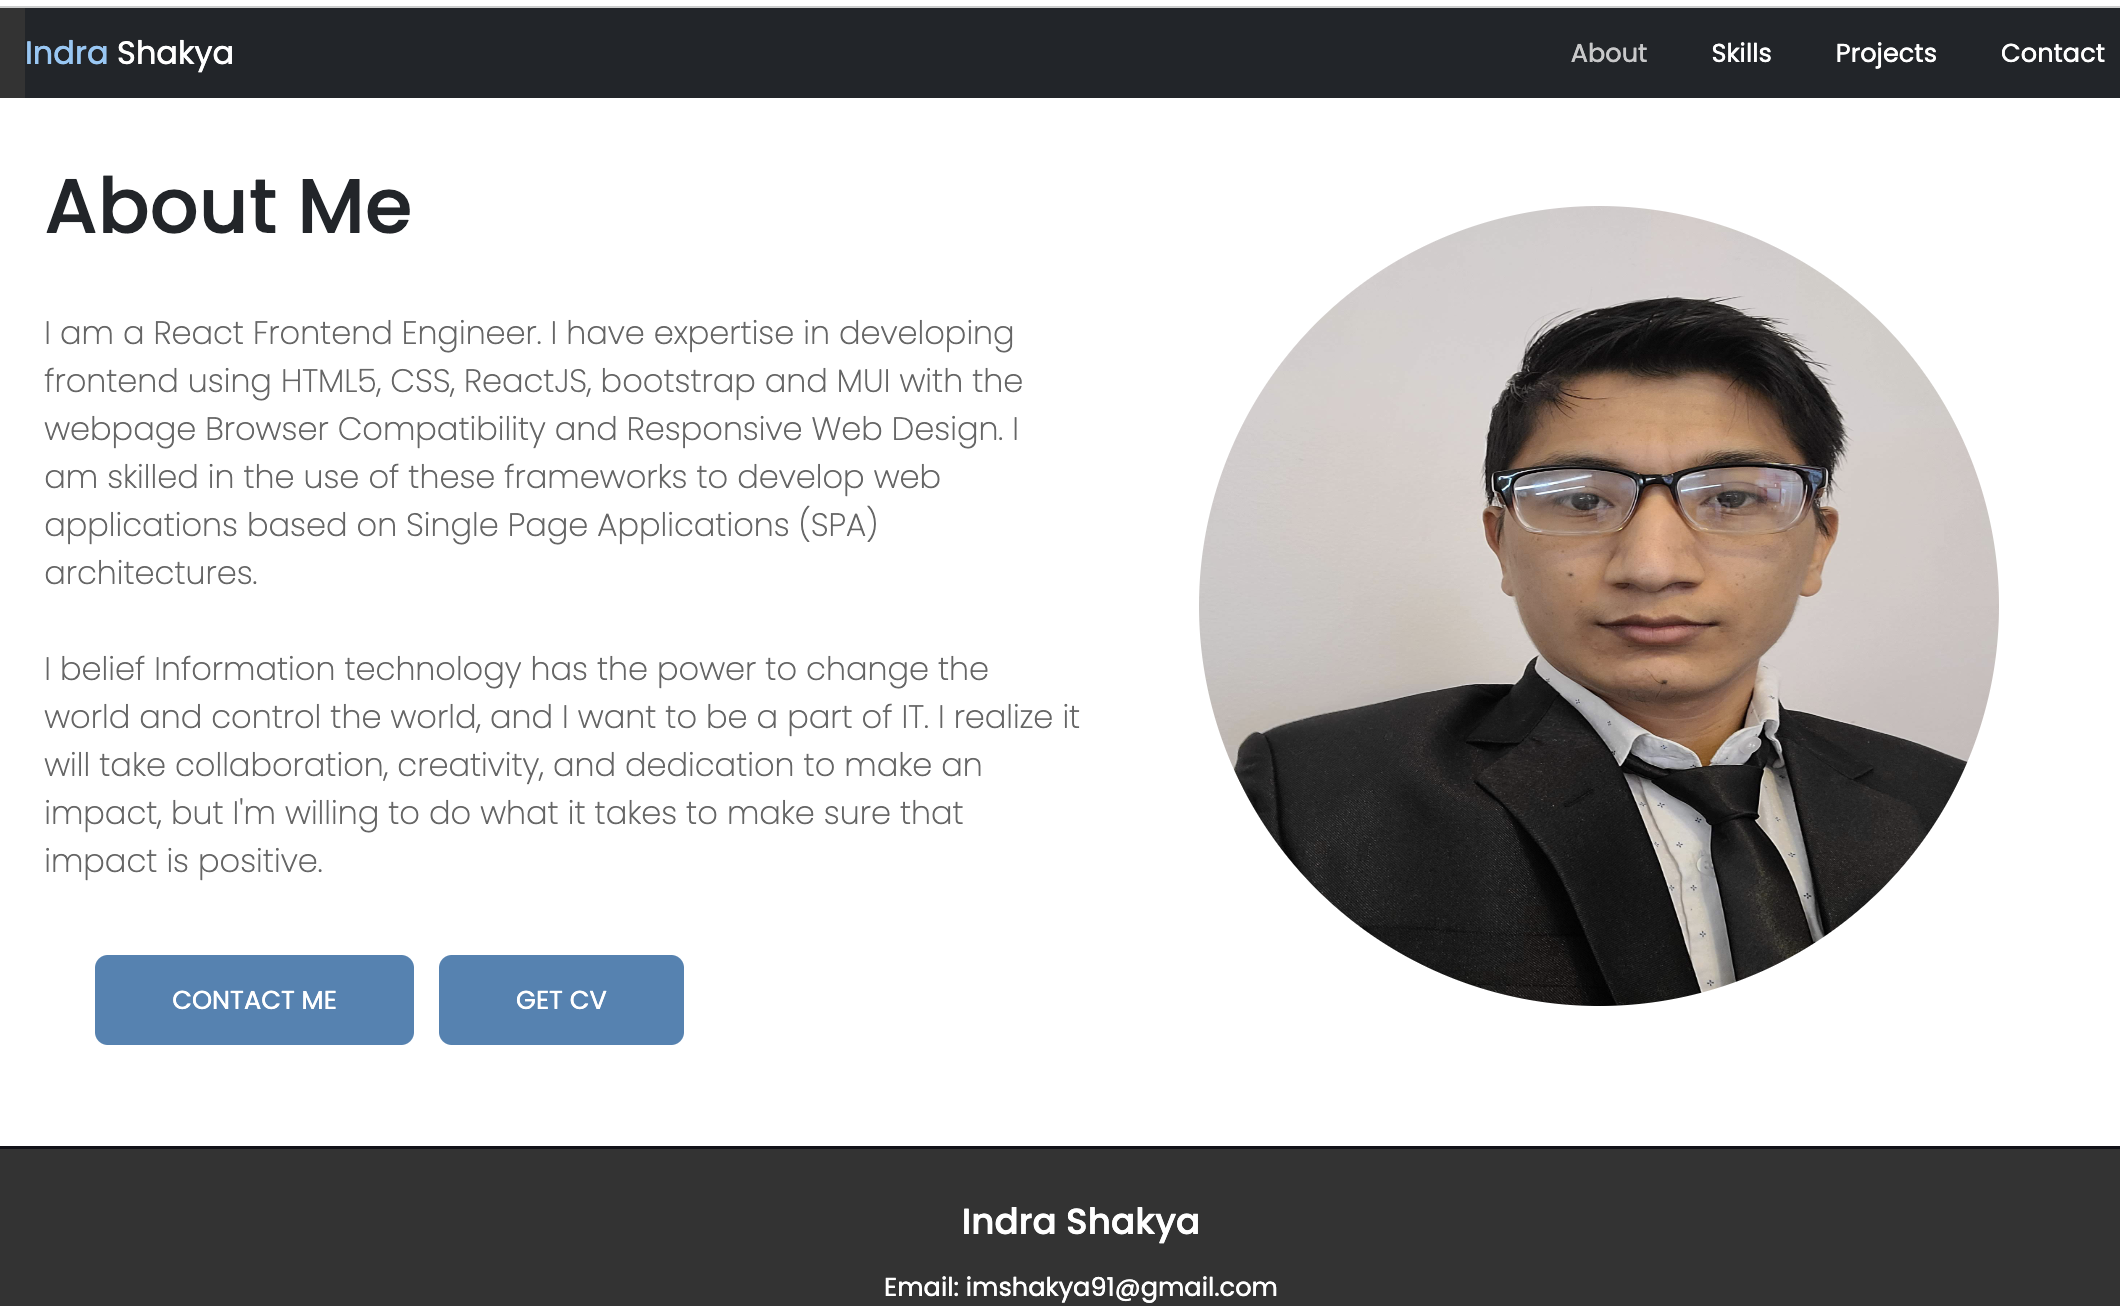 Indra Shakya
About Skills Projects Contact
About Me
I am a React Frontend Engineer. I have expertise in developing
frontend using HTML5, CSS, ReactJS, bootstrap and MUI with the
webpage Browser Compatibility and Responsive Web Design. I
am skilled in the use of these frameworks to develop web
applications based on Single Page Applications (SPA)
architectures.
I belief Information technology has the power to change the
world and control the world, and I want to be a part of IT. I realize it
will take collaboration, creativity, and dedication to make an
impact, but I'm willing to do what it takes to make sure that
impact is positive.
CONTACT ME
GET CV
Indra Shakya
Email: imshakya91@gmail.com